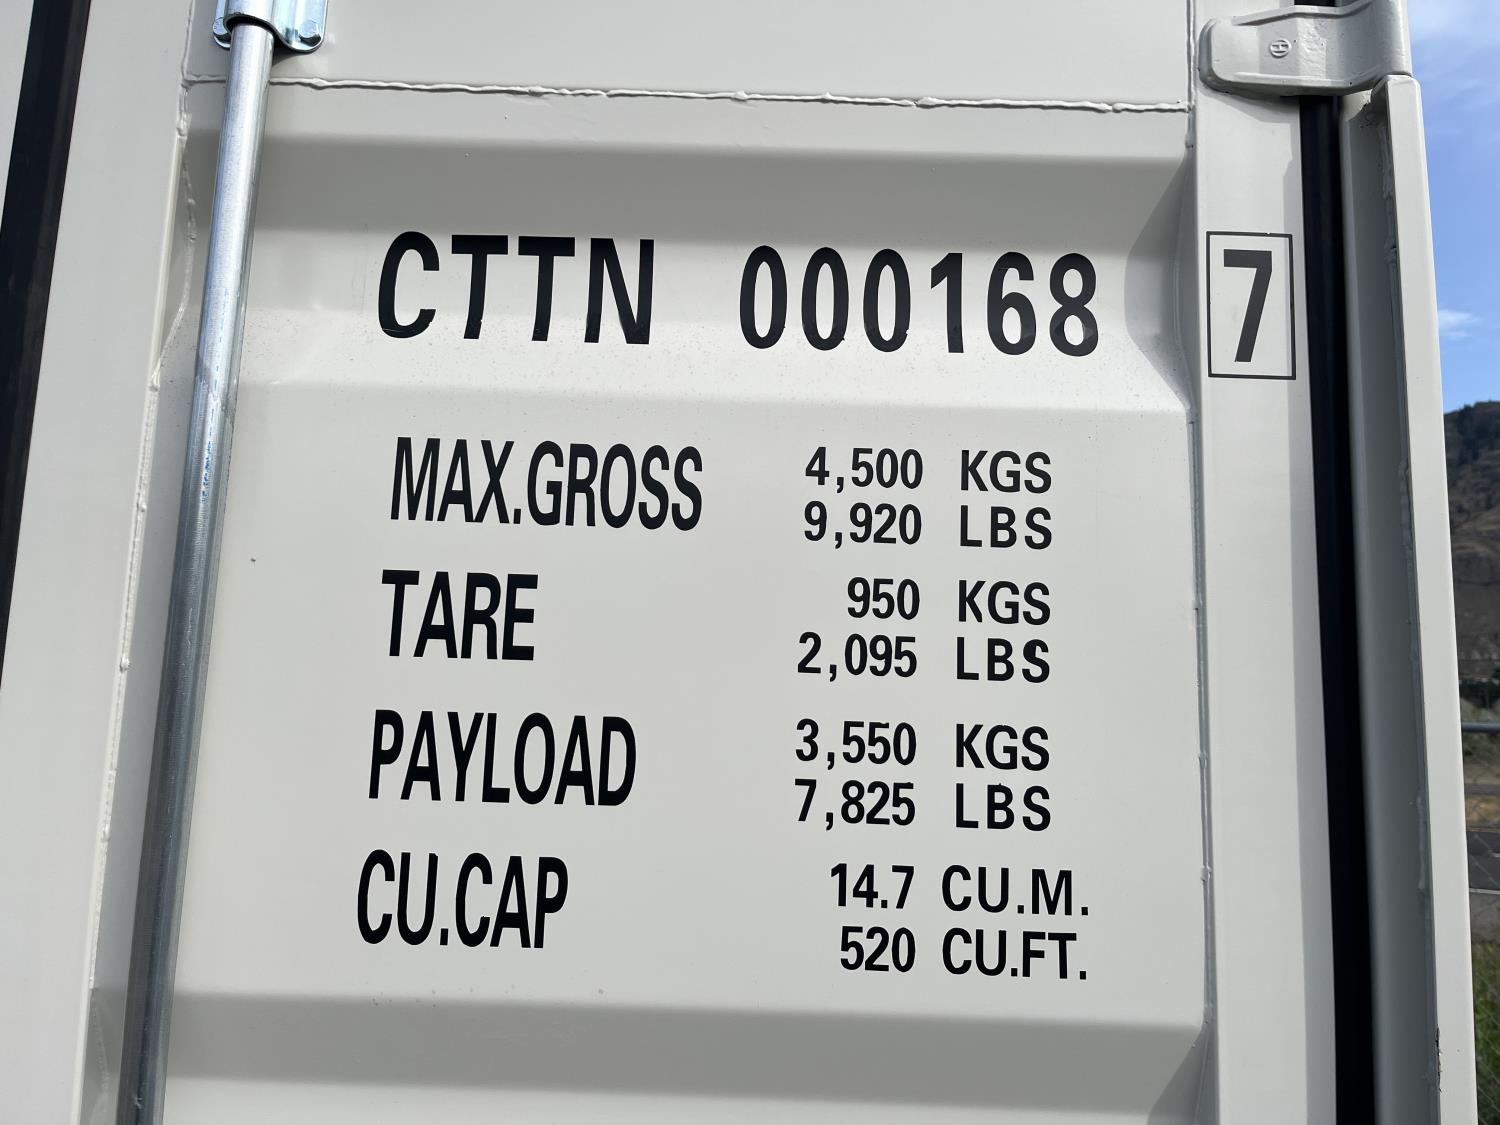 CTTN 000168 7
MAX.GROSS 4,500 KGS
9,920 LBS
TARE 950 KGS
2,095 LBS
PAYLOAD 3,550 KGS
7,825 LBS
CU.CAP 14.7 CU.M.
520 CU.FT.